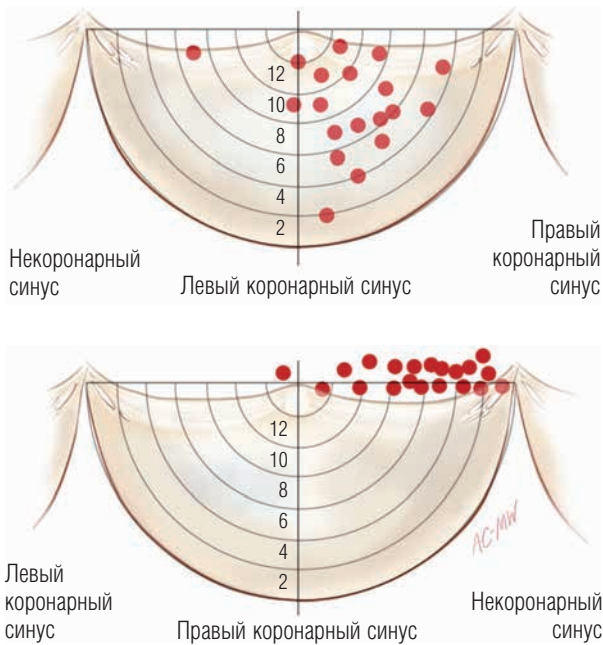 12
10
8
6
4
2
Некоронарный
синус
Левый коронарный синус
Правый
коронарный
синус
12
10
8
6
4
2
AC-MW
Левый
коронарный
синус
Правый коронарный синус
Некоронарный
синус